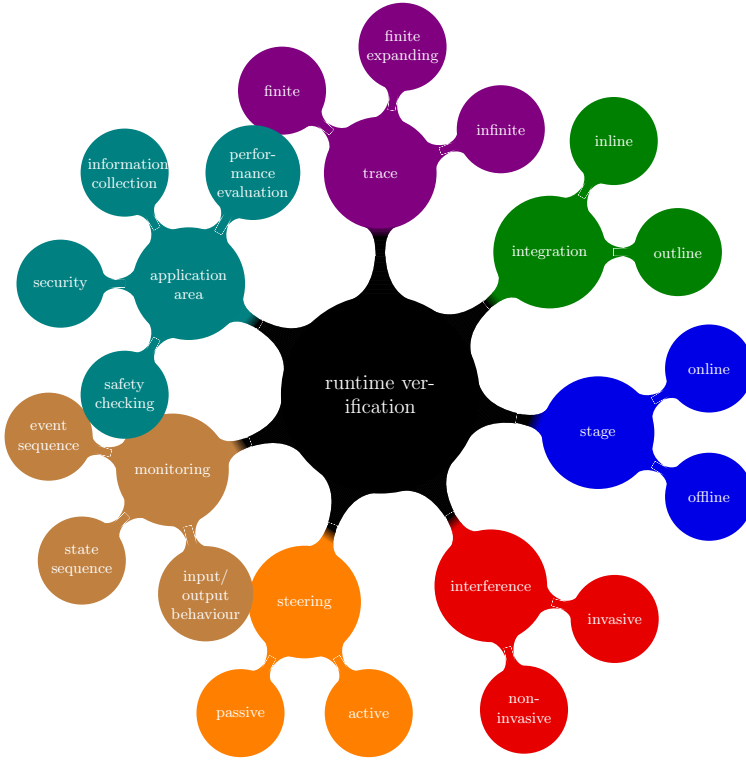 finite
expanding
finite
infinite
trace
inline
integration
outline
information
collection
perfor-
mance
evaluation
application
area
security
safety
checking
runtime ver-
ification
online
stage
offline
event
sequence
monitoring
state
sequence
input/
output
behaviour
steering
passive
active
interference
invasive
non-
invasive